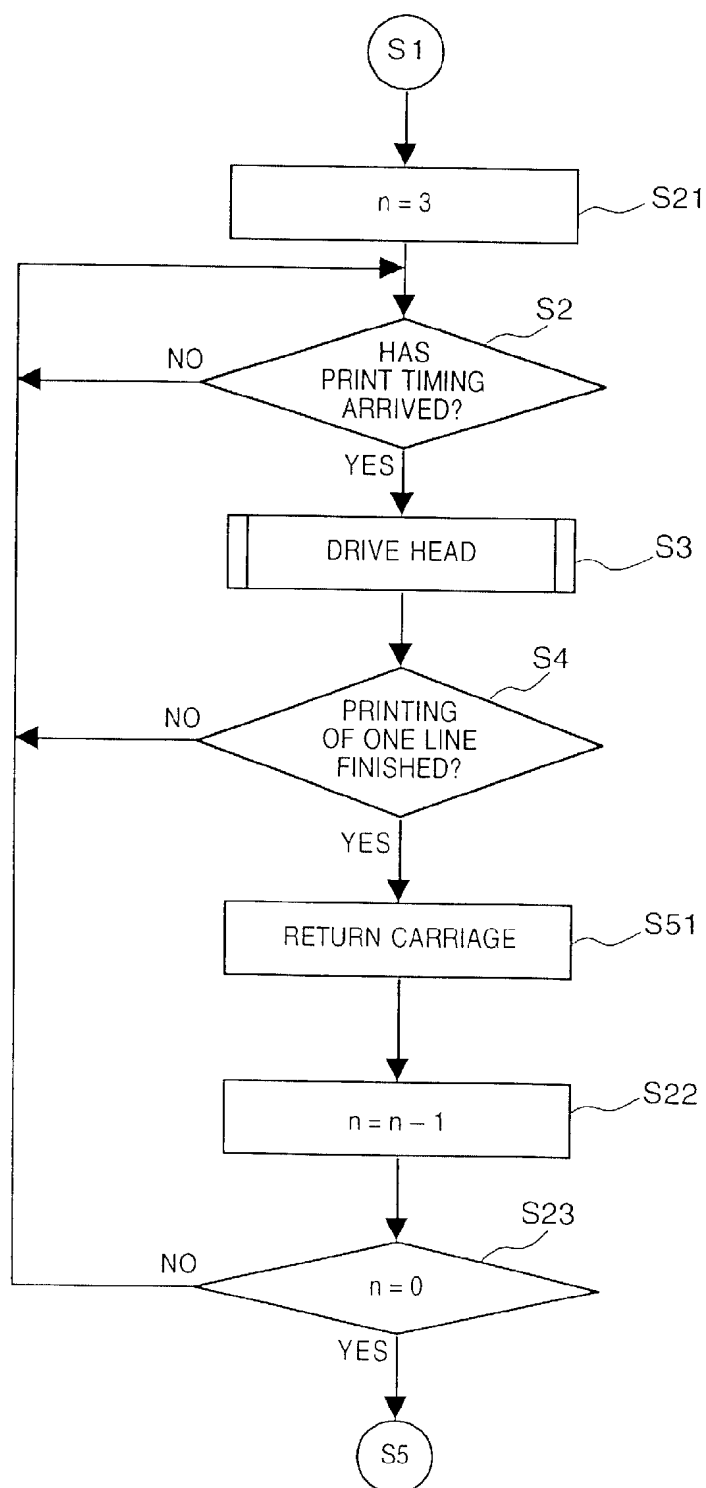 S1
n = 3
S21
S2
NO
HAS
PRINT TIMING
ARRIVED?
YES
DRIVE HEAD
S3
S4
NO
PRINTING
OF ONE LINE
FINISHED?
YES
RETURN CARRIAGE
S51
n = n – 1
S22
S23
NO
n = 0
YES
S5